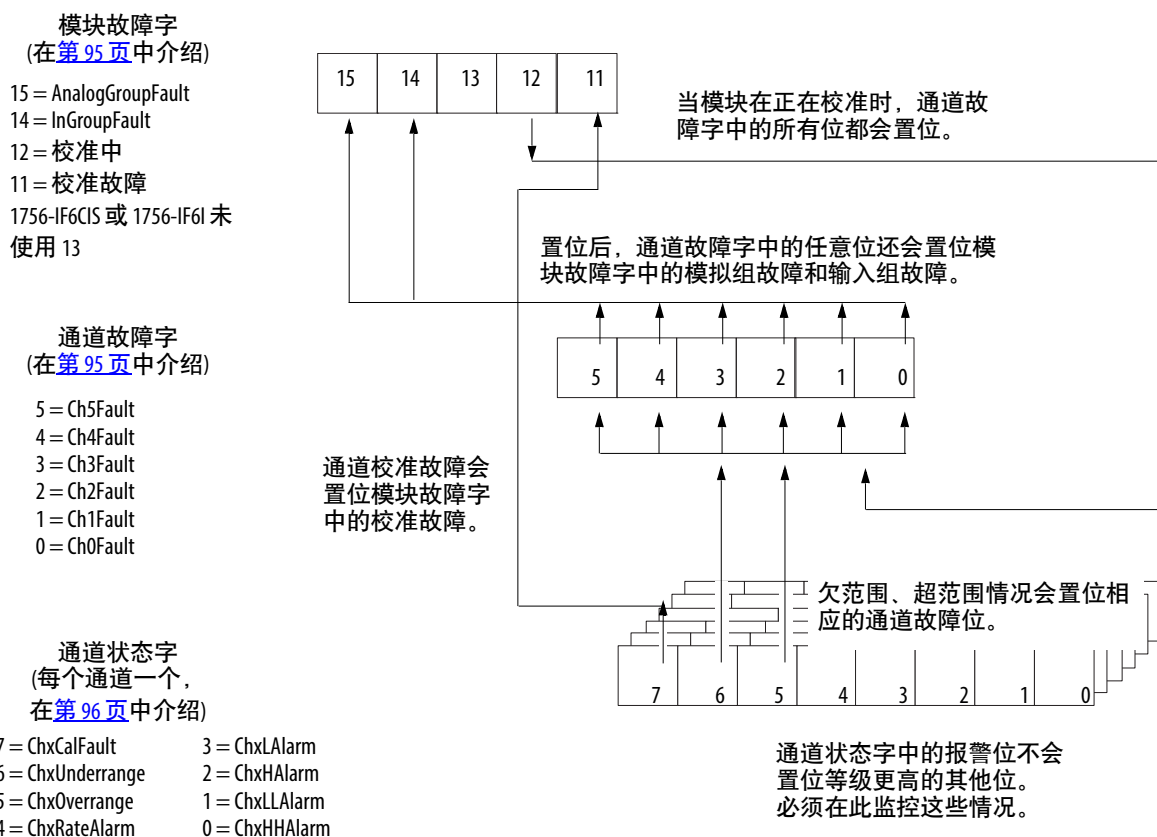 模块故障字
(在第 95 页中介绍)
15 = AnalogGroupFault
14 = InGroupFault
12 = 校准中
11 = 校准故障
1756-IF6CIS 或 1756-IF6I 未
使用 13
15 14 13 12 11
当模块在正在校准时，通道故
障字中的所有位都会置位。
置位后，通道故障字中的任意位还会置位模
块故障字中的模拟组故障和输入组故障。
通道故障字
(在第 95 页中介绍)
5 = Ch5Fault
4 = Ch4Fault
3 = Ch3Fault
2 = Ch2Fault
1 = Ch1Fault
0 = Ch0Fault
5 4 3 2 1 0
通道校准故障会
置位模块故障字
中的校准故障。
欠范围、超范围情况会置位相
应的通道故障位。
通道状态字
(每个通道一个，
在第 96 页中介绍)
7 = ChxCalFault
6 = ChxUnderrange
5 = ChxOverrange
4 = ChxRateAlarm
3 = ChxLAlarm
2 = ChxHAlarm
1 = ChxLLAlarm
0 = ChxHHAlarm
7 6 5 4 3 2 1 0
通道状态字中的报警位不会
置位等级更高的其他位。
必须在此监控这些情况。